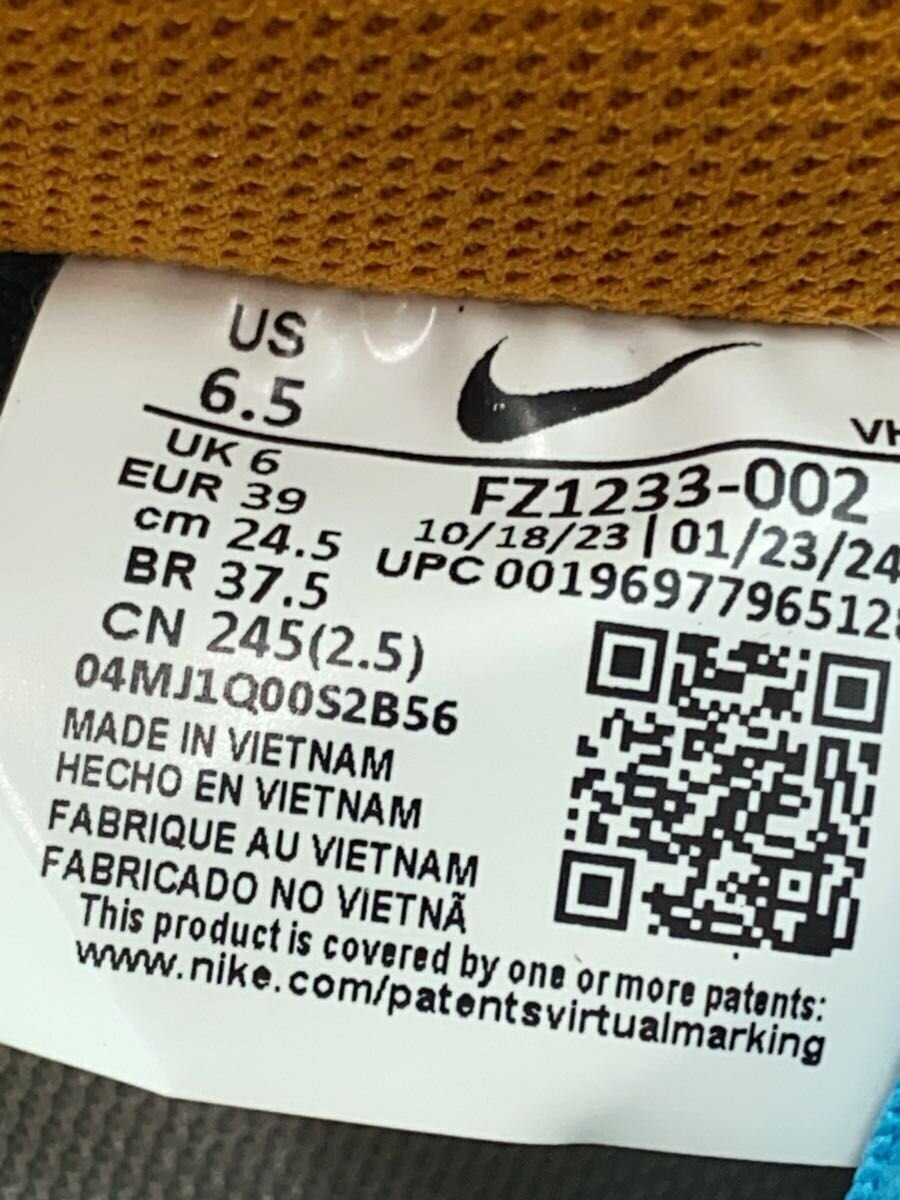 US
6.5
UK 6
EUR 39
cm 24.5
BR 37.5
CN 245(2.5)
04MJ1Q00S2B56
MADE IN VIETNAM
HECHO EN VIETNAM
FABRIQUE AU VIETNAM
FABRICADO NO VIETNÃ
VH
FZ1233-002
10/18/23 | 01/23/24
UPC 00196977965128
This product is covered by one or more patents:
www.nike.com/patentsvirtualmarking